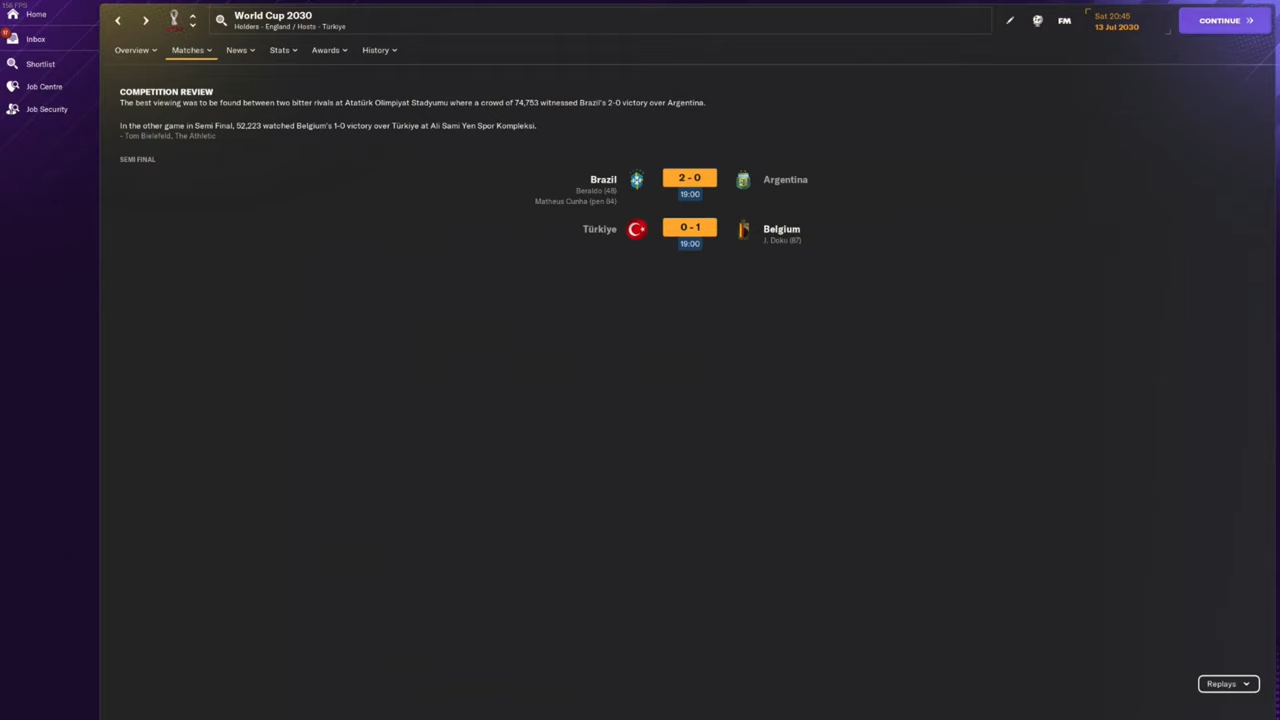 156 FPS
Home
17
Inbox
Shortlist
Job Centre
Job Security
World Cup 2030
Holders - England / Hosts - Türkiye
FM
Sat 20:45
13 Jul 2030
CONTINUE
Overview
Matches
News
Stats
Awards
History
COMPETITION REVIEW
The best viewing was to be found between two bitter rivals at Atatürk Olimpiyat Stadyumu where a crowd of 74,753 witnessed Brazil's 2-0 victory over Argentina.
In the other game in Semi Final, 52,223 watched Belgium's 1-0 victory over Türkiye at Ali Sami Yen Spor Kompleksi.
- Tom Bielefeld, The Athletic
SEMI FINAL
Brazil 2 - 0 Argentina
Beraldo (48) 19:00
Matheus Cunha (pen 84)
Türkiye 0 - 1 Belgium
19:00 J. Doku (87)
Replays